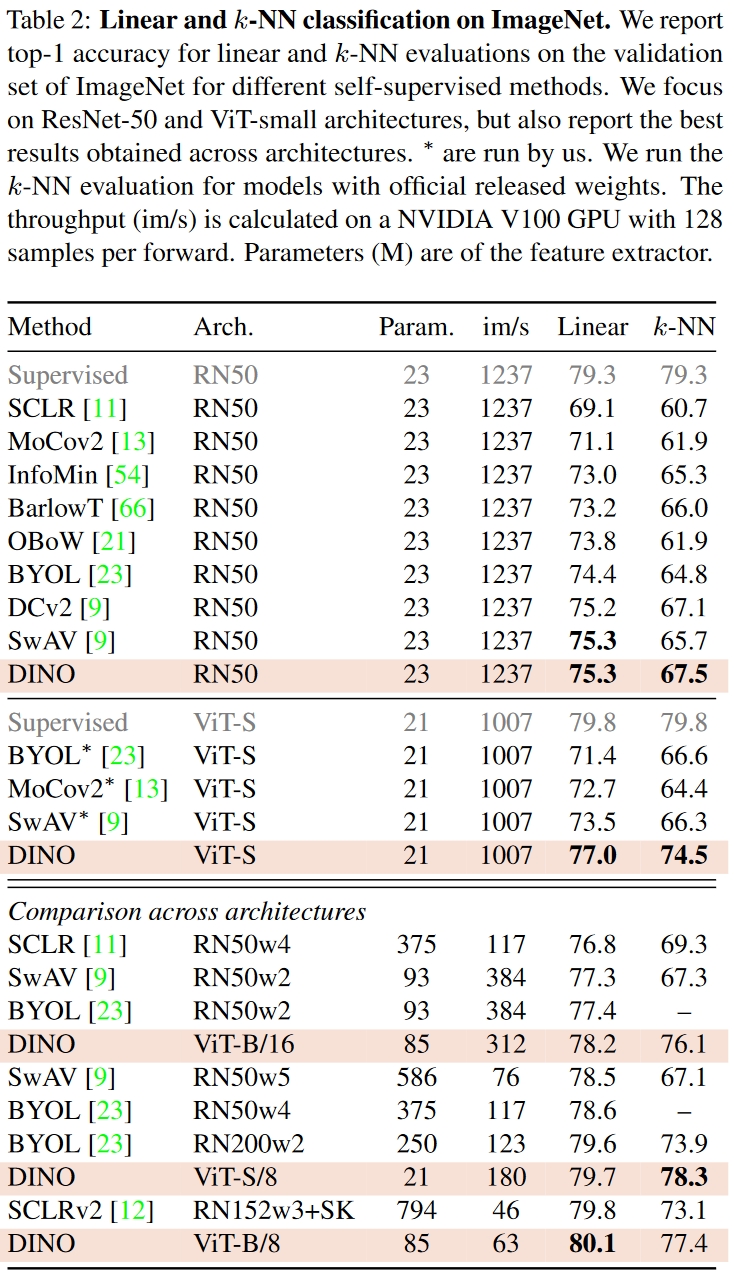 Table 2: Linear and k-NN classification on ImageNet. We report
top-1 accuracy for linear and k-NN evaluations on the validation
set of ImageNet for different self-supervised methods. We focus
on ResNet-50 and ViT-small architectures, but also report the best
results obtained across architectures. * are run by us. We run the
k-NN evaluation for models with official released weights. The
throughput (im/s) is calculated on a NVIDIA V100 GPU with 128
samples per forward. Parameters (M) are of the feature extractor.
Method Arch. Param. im/s Linear k-NN
Supervised RN50 23 1237 79.3 79.3
SCLR [11] RN50 23 1237 69.1 60.7
MoCov2 [13] RN50 23 1237 71.1 61.9
InfoMin [54] RN50 23 1237 73.0 65.3
BarlowT [66] RN50 23 1237 73.2 66.0
OBoW [21] RN50 23 1237 73.8 61.9
BYOL [23] RN50 23 1237 74.4 64.8
DCv2 [9] RN50 23 1237 75.2 67.1
SwAV [9] RN50 23 1237 75.3 65.7
DINO RN50 23 1237 75.3 67.5
Supervised ViT-S 21 1007 79.8 79.8
BYOL* [23] ViT-S 21 1007 71.4 66.6
MoCov2* [13] ViT-S 21 1007 72.7 64.4
SwAV* [9] ViT-S 21 1007 73.5 66.3
DINO ViT-S 21 1007 77.0 74.5
Comparison across architectures
SCLR [11] RN50w4 375 117 76.8 69.3
SwAV [9] RN50w2 93 384 77.3 67.3
BYOL [23] RN50w2 93 384 77.4 –
DINO ViT-B/16 85 312 78.2 76.1
SwAV [9] RN50w5 586 76 78.5 67.1
BYOL [23] RN50w4 375 117 78.6 –
BYOL [23] RN200w2 250 123 79.6 73.9
DINO ViT-S/8 21 180 79.7 78.3
SCLRv2 [12] RN152w3+SK 794 46 79.8 73.1
DINO ViT-B/8 85 63 80.1 77.4